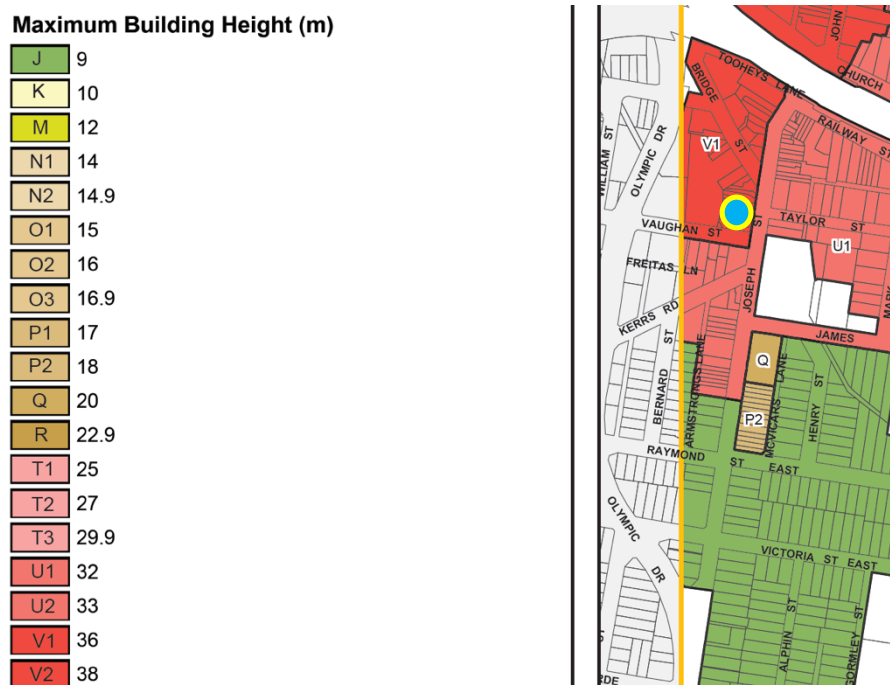 Maximum Building Height (m)
J 9
K 10
M 12
N1 14
N2 14.9
O1 15
O2 16
O3 16.9
P1 17
P2 18
Q 20
R 22.9
T1 25
T2 27
T3 29.9
U1 32
U2 33
V1 36
V2 38
JOHN
CHURCH
TOOHEYS LANE
BRIDGE ST
RAILWAY ST
WILLIAM ST
OLYMPIC DR
V1
VAUGHAN ST
ST
TAYLOR ST
U1
FREITAS LN
JOSEPH
MARY
KERRS RD
JAMES
BERNARD ST
ARMSTRONGS LANE
Q
P2
MCVICARS LANE
HENRY ST
RAYMOND ST EAST
OLYMPIC DR
VICTORIA ST EAST
ALPHIN ST
GORMLEY ST
ST
RDE